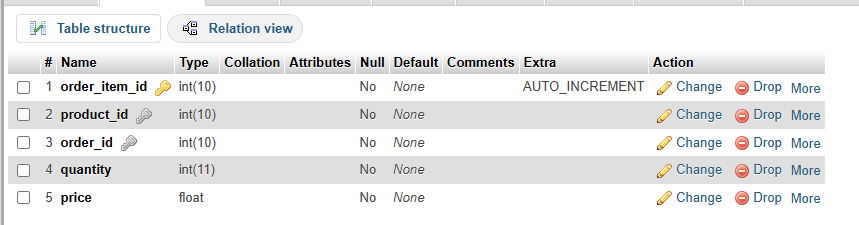 Table structure Relation view
# Name Type Collation Attributes Null Default Comments Extra Action
1 order_item_id int(10) No None AUTO_INCREMENT Change Drop More
2 product_id int(10) No None Change Drop More
3 order_id int(10) No None Change Drop More
4 quantity int(11) No None Change Drop More
5 price float No None Change Drop More